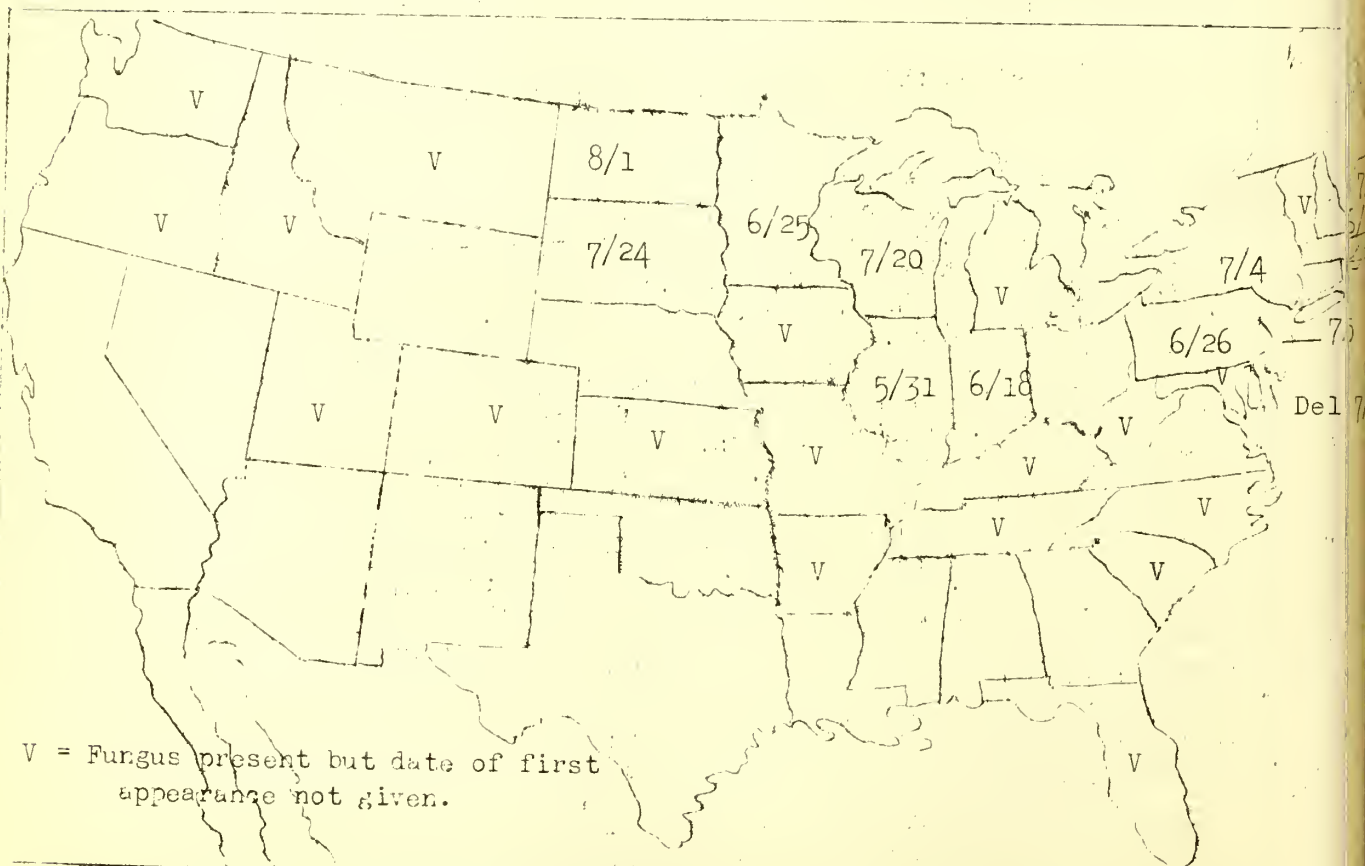 V
V
8/1
V
V
V
6/25
7/24
7/20
7/4
V
V
6/26
5/31
6/18
V
V
V
V
Del
V
V
V
V
V
V
V
V
V = Fungus present but date of first
appearance not given.
V